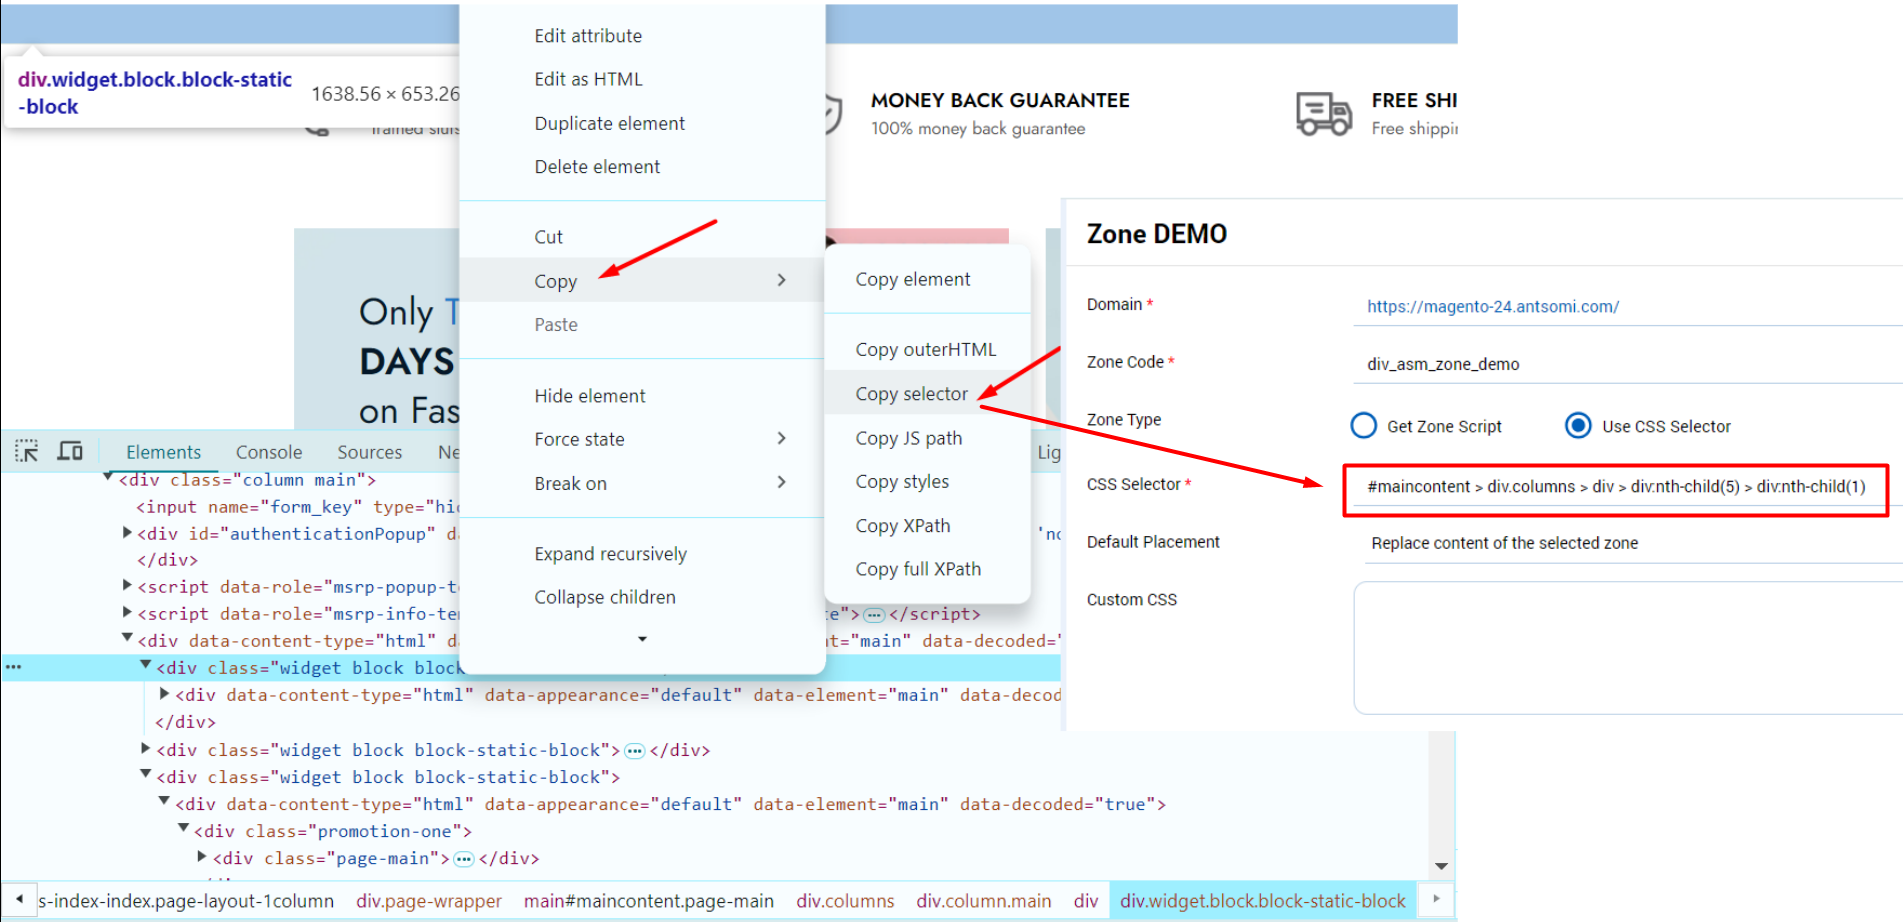 div.widget.block.block-static
-block
1638.56 × 653.26
MONEY BACK GUARANTEE
100% money back guarantee
FREE SHI
Free shippi
Only T
DAYS
on Fas
Edit attribute
Edit as HTML
Duplicate element
Delete element
Cut
Copy
Paste
Hide element
Force state
Break on
Expand recursively
Collapse children
Copy element
Copy outerHTML
Copy selector
Copy JS path
Copy styles
Copy XPath
Copy full XPath
Zone DEMO
Domain *
https://magento-24.antsomi.com/
Zone Code *
div_asm_zone_demo
Zone Type
Get Zone Script
Use CSS Selector
CSS Selector *
#maincontent > div.columns > div > div:nth-child(5) > div:nth-child(1)
Default Placement
Replace content of the selected zone
Custom CSS
Elements
Console
Sources
Ne
Lig
<div class="column main">
<input name="form_key" type="hid
<div id="authenticationPopup" da 'no
</div>
<script data-role="msrp-popup-te
<script data-role="msrp-info-tem te">…</script>
<div data-content-type="html" da nt="main" data-decoded="
<div class="widget block block
<div data-content-type="html" data-appearance="default" data-element="main" data-decod
</div>
<div class="widget block block-static-block">…</div>
<div class="widget block block-static-block">
<div data-content-type="html" data-appearance="default" data-element="main" data-decoded="true">
<div class="promotion-one">
<div class="page-main">…</div>
s-index-index.page-layout-1column div.page-wrapper main#maincontent.page-main div.columns div.column.main div div.widget.block.block-static-block